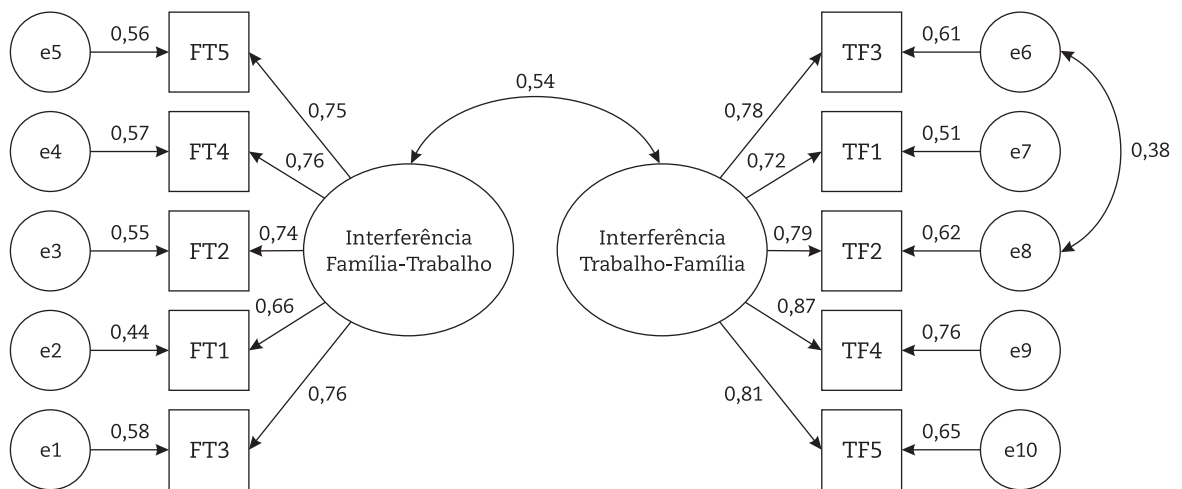 e5 0,56 FT5
0,75
e4 0,57 FT4
0,76
e3 0,55 FT2
0,74
e2 0,44 FT1
0,66
e1 0,58 FT3
0,76
Interferência
Família-Trabalho
0,54
Interferência
Trabalho-Família
0,78
TF3 0,61 e6
0,72
TF1 0,51 e7
0,79
TF2 0,62 e8
0,87
TF4 0,76 e9
0,81
TF5 0,65 e10
0,38